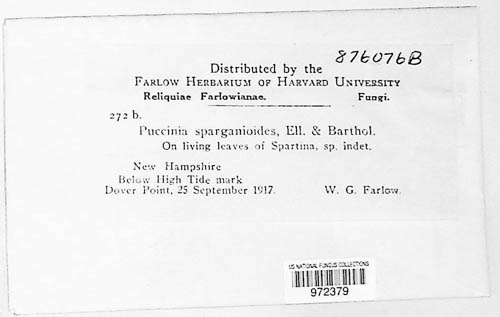 876076B
Distributed by the
FARLOW HERBARIUM OF HARVARD UNIVERSITY
Reliquiae Farlowianae. Fungi.
272 b.
Puccinia sparganioides, Ell. & Barthol.
On living leaves of Spartina, sp. indet.
New Hampshire
Below High Tide mark
Dover Point, 25 September 1917. W. G. Farlow.
US NATIONAL FUNGUS COLLECTIONS
972379